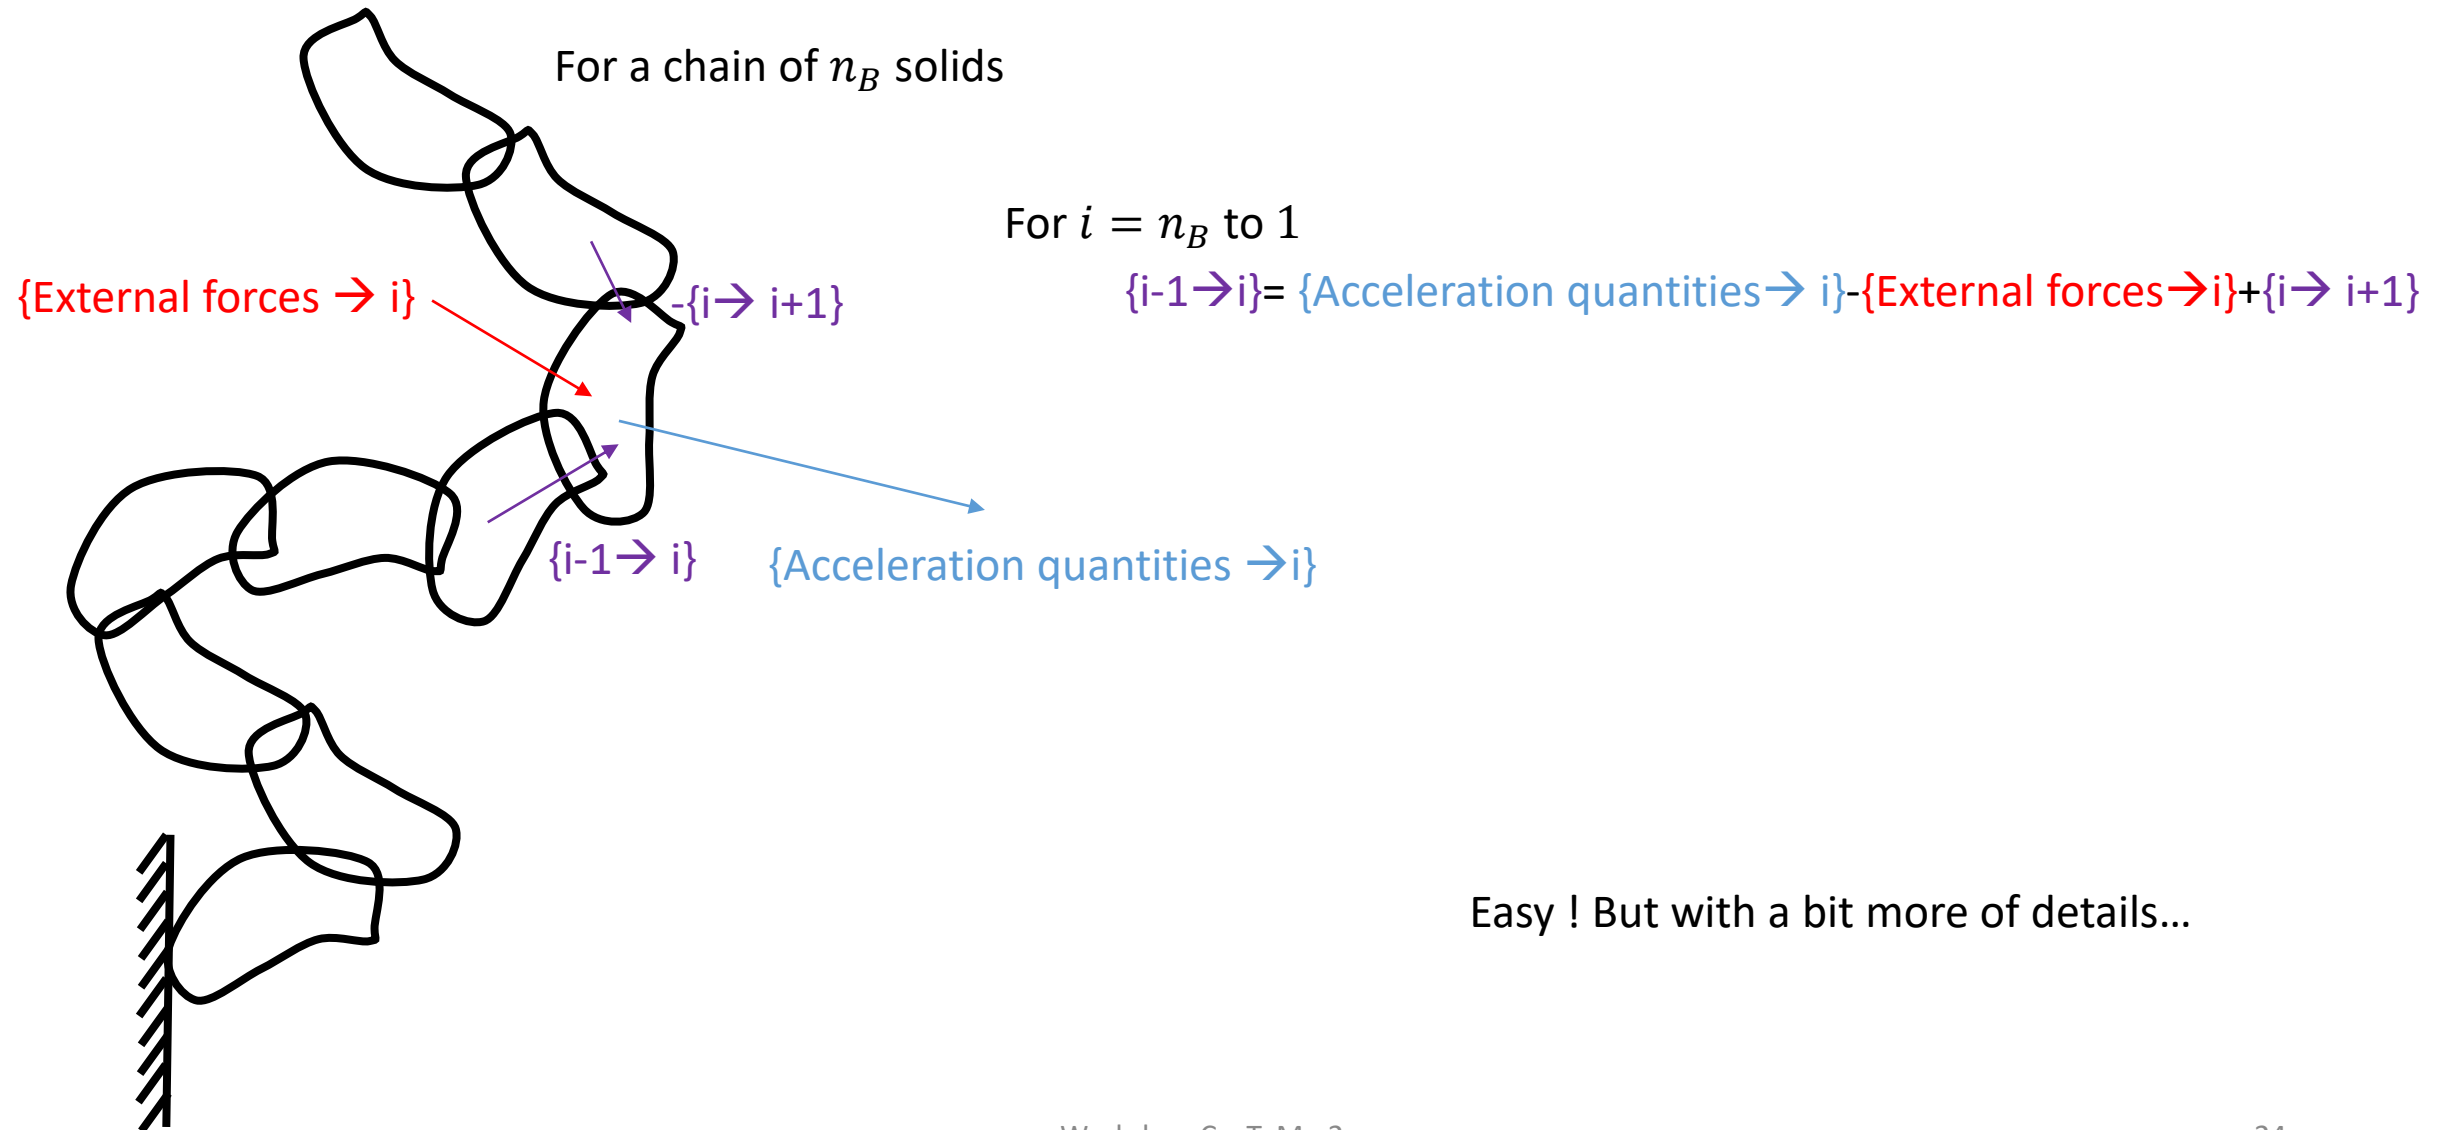 For a chain of n_B solids
For i = n_B to 1
{External forces → i}
-{i→ i+1}
{i-1→i}= {Acceleration quantities→ i}-{External forces→i}+{i→ i+1}
{i-1→ i}
{Acceleration quantities →i}
Easy ! But with a bit more of details…